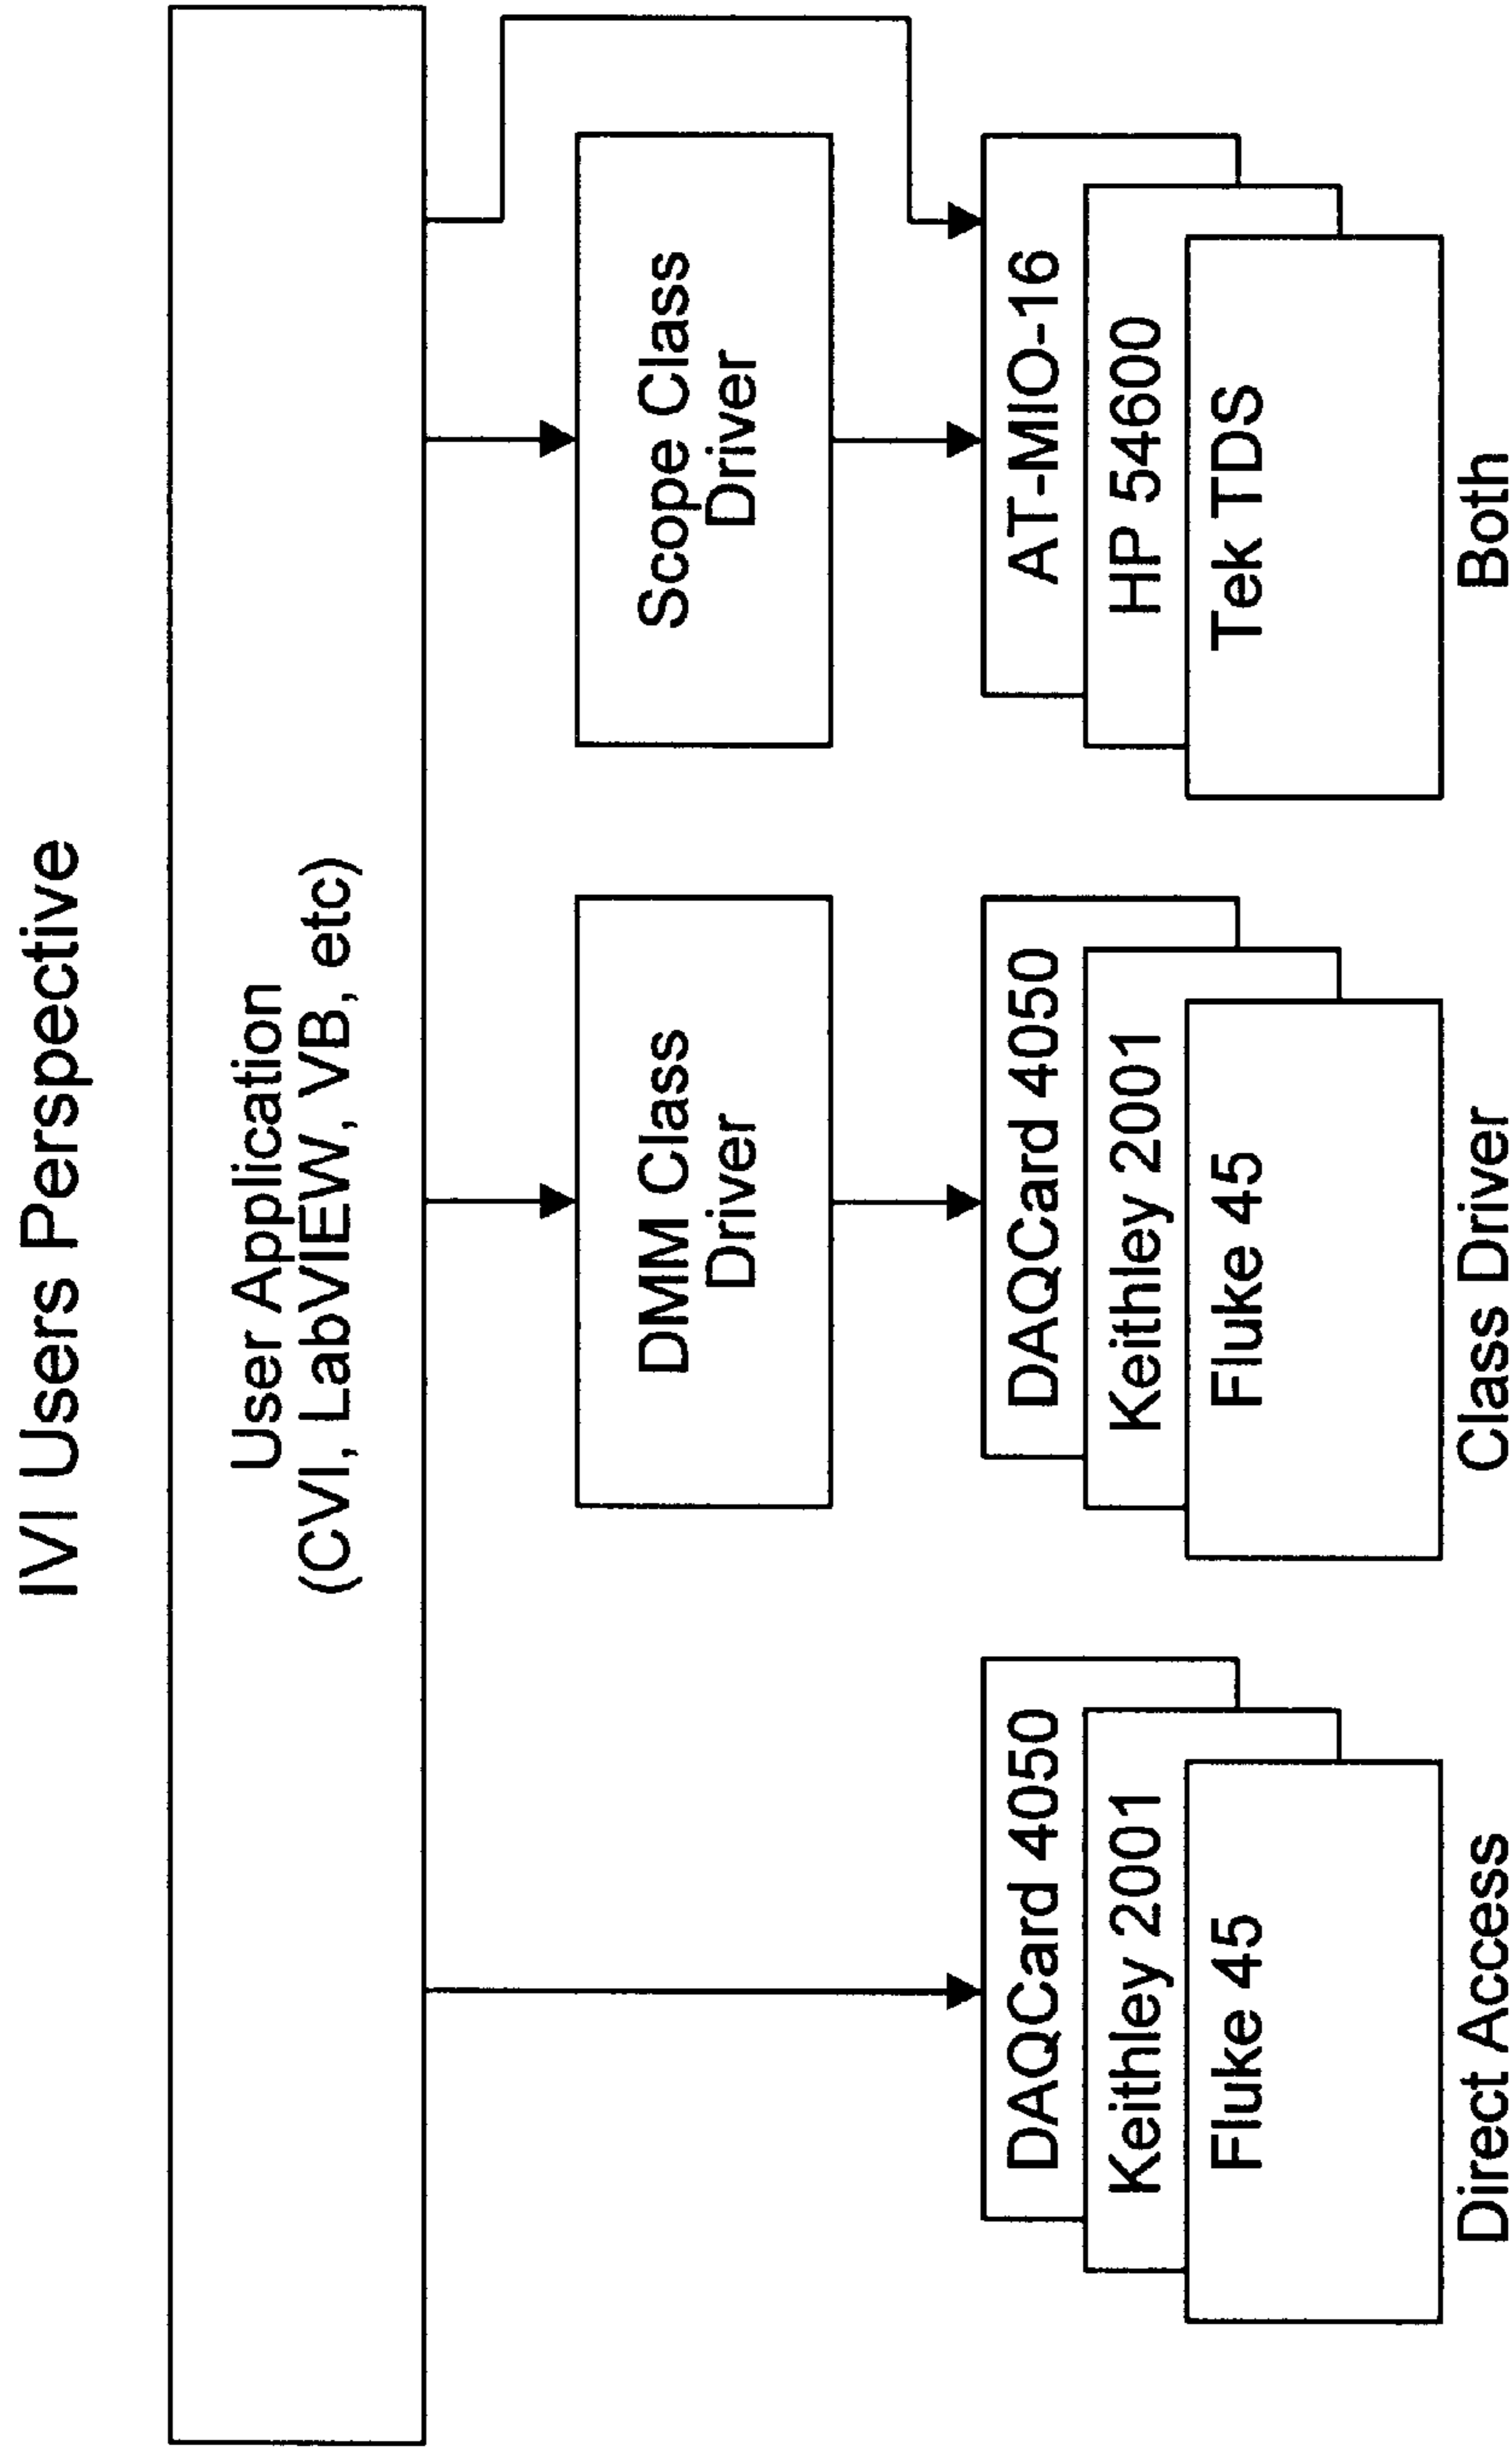 IVI Users Perspective
User Application
(CVI, LabVIEW, VB, etc)
DMM Class
Driver
Scope Class
Driver
DAQCard 4050
Keithley 2001
Fluke 45
Direct Access
DAQCard 4050
Keithley 2001
Fluke 45
Class Driver
AT-MIO-16
HP 54600
Tek TDS
Both